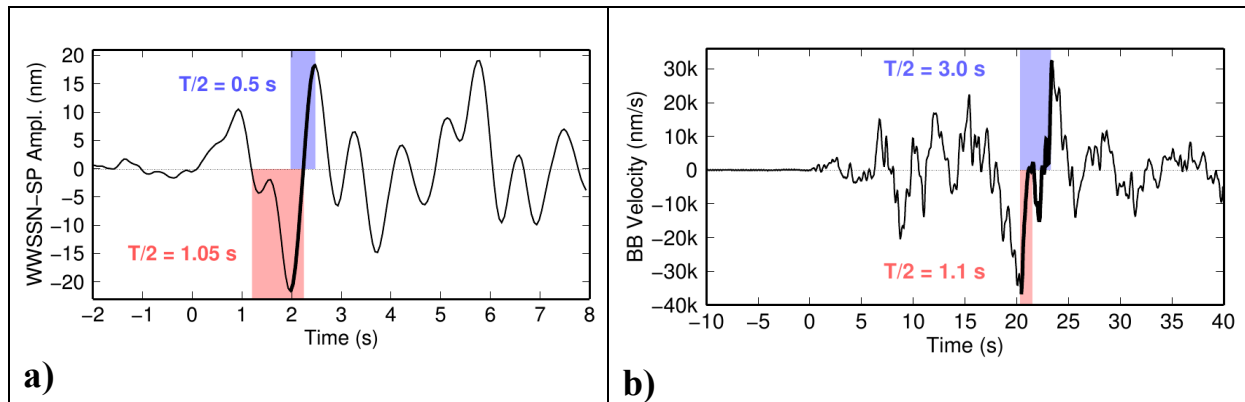 20
15
10
5
0
−5
−10
−15
−20
WWSSN−SP Ampl. (nm)
T/2 = 0.5 s
T/2 = 1.05 s
−2 −1 0 1 2 3 4 5 6 7 8
Time (s)
a)
30k
20k
10k
0
−10k
−20k
−30k
−40k
BB Velocity (nm/s)
T/2 = 3.0 s
T/2 = 1.1 s
−10 −5 0 5 10 15 20 25 30 35 40
Time (s)
b)